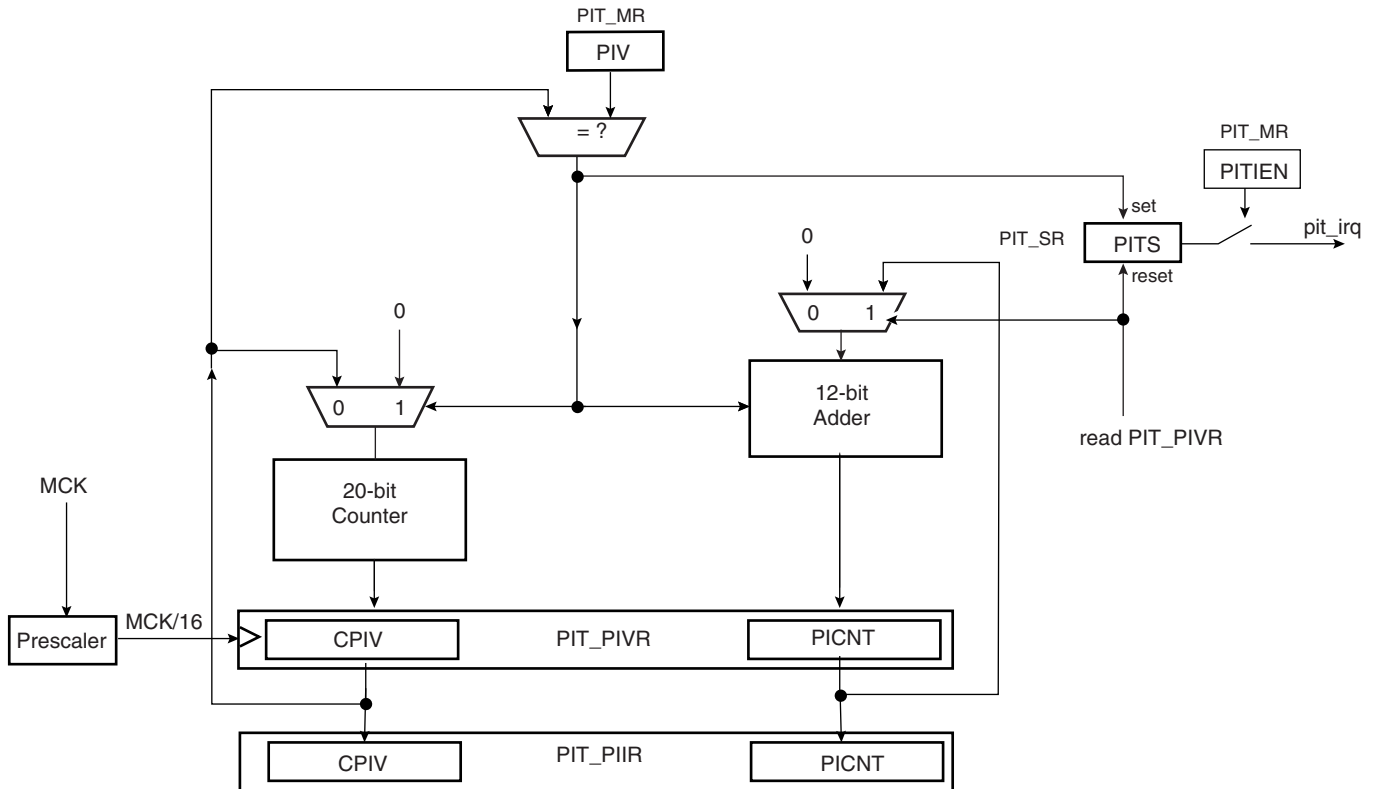 PIT_MR
PIV
= ?
PIT_MR
PITIEN
set
PIT_SR
PITS
pit_irq
reset
0
0 1
0
0 1
12-bit
Adder
read PIT_PIVR
MCK
20-bit
Counter
Prescaler
MCK/16
CPIV
PIT_PIVR
PICNT
CPIV
PIT_PIIR
PICNT